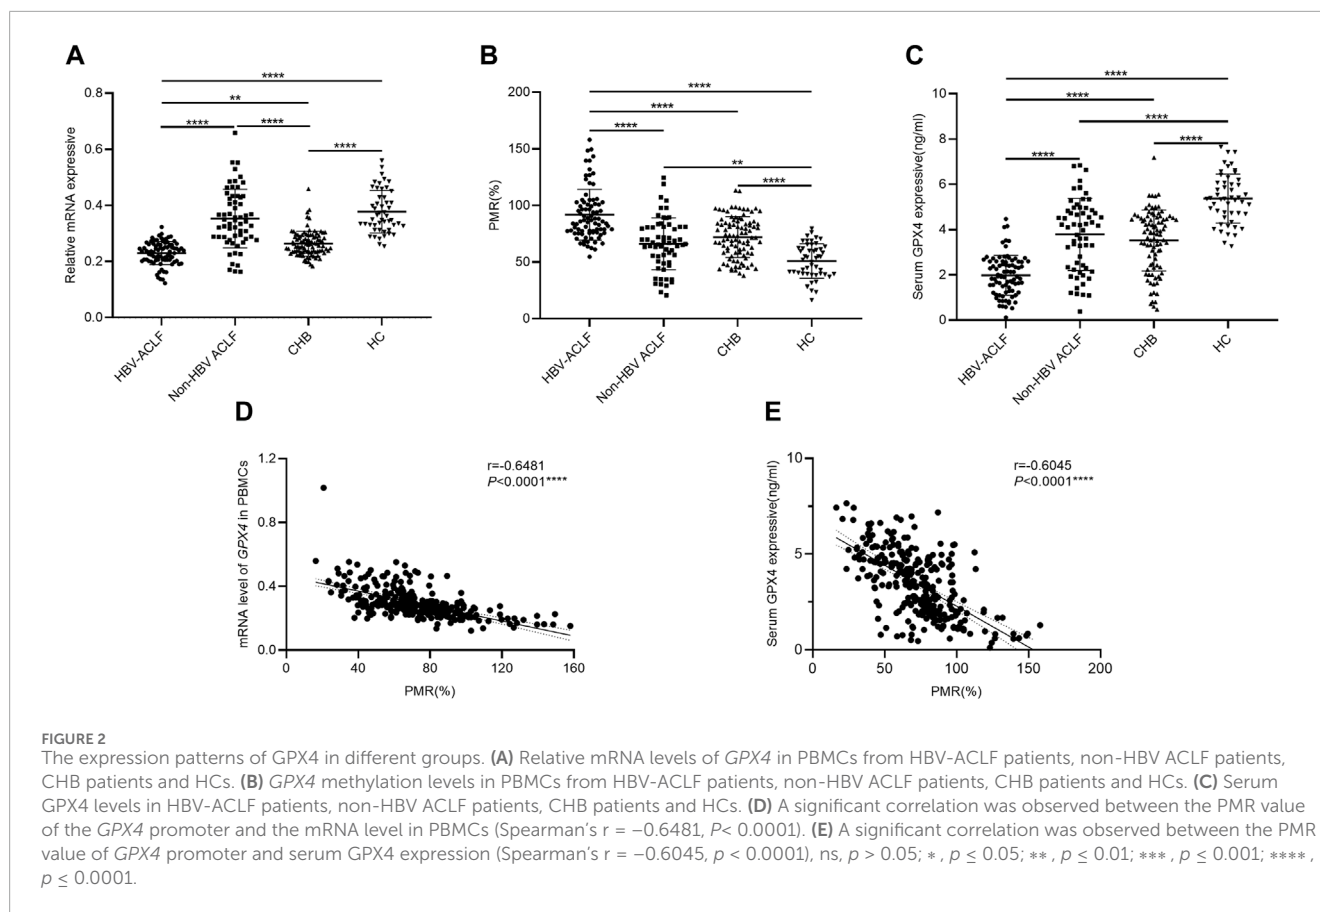 A
B
C
****
**
****
****
****
Relative mRNA expressive
0.8
0.6
0.4
0.2
0.0
HBV-ACLF
Non-HBV ACLF
CHB
HC
****
****
****
**
****
PMR(%)
200
150
100
50
0
HBV-ACLF
Non-HBV ACLF
CHB
HC
****
****
****
****
****
Serum GPX4 expressive(ng/ml)
10
8
6
4
2
0
HBV-ACLF
Non-HBV ACLF
CHB
HC
D
r=-0.6481
P<0.0001****
mRNA level of GPX4 in PBMCs
1.2
0.8
0.4
0.0
0
40
80
120
160
PMR(%)
E
r=-0.6045
P<0.0001****
Serum GPX4 expressive(ng/ml)
10
5
0
0
50
100
150
200
PMR(%)
FIGURE 2
The expression patterns of GPX4 in different groups. (A) Relative mRNA levels of GPX4 in PBMCs from HBV-ACLF patients, non-HBV ACLF patients,
CHB patients and HCs. (B) GPX4 methylation levels in PBMCs from HBV-ACLF patients, non-HBV ACLF patients, CHB patients and HCs. (C) Serum
GPX4 levels in HBV-ACLF patients, non-HBV ACLF patients, CHB patients and HCs. (D) A significant correlation was observed between the PMR value
of the GPX4 promoter and the mRNA level in PBMCs (Spearman's r = −0.6481, P< 0.0001). (E) A significant correlation was observed between the PMR
value of GPX4 promoter and serum GPX4 expression (Spearman's r = −0.6045, p < 0.0001), ns, p > 0.05; *, p ≤ 0.05; **, p ≤ 0.01; ***, p ≤ 0.001; ****,
p ≤ 0.0001.